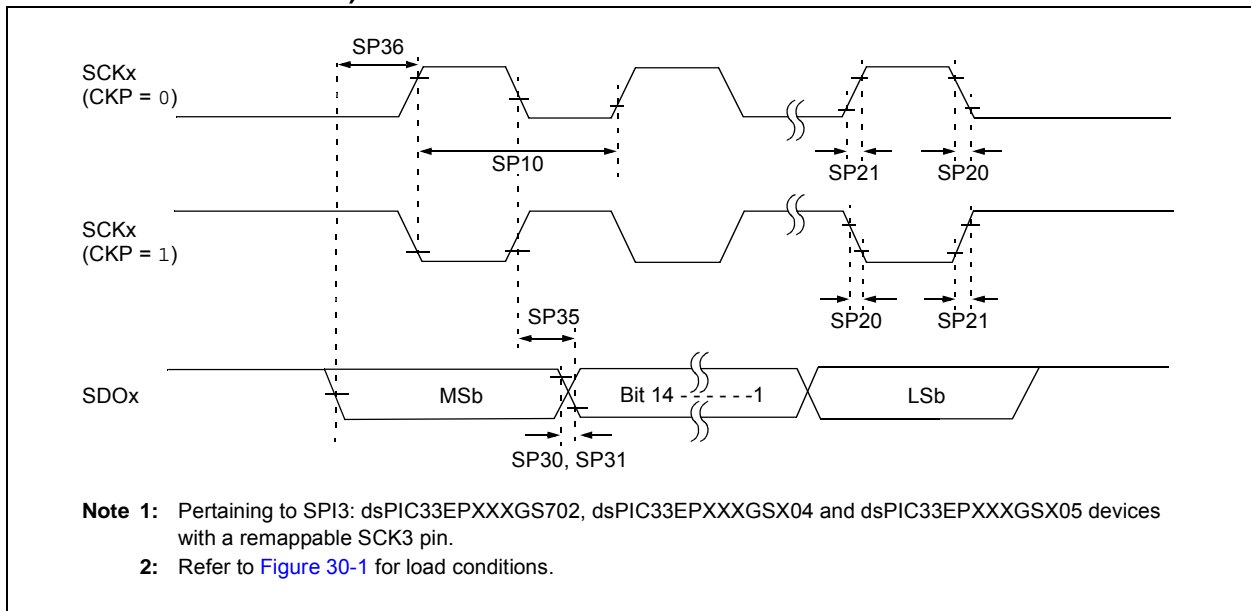 SP36
SCKx
(CKP = 0)
SP10
SP21
SP20
SCKx
(CKP = 1)
SP35
SP20
SP21
SDOx
MSb
Bit 14 - - - - - -1
LSb
SP30, SP31
Note 1: Pertaining to SPI3: dsPIC33EPXXXGS702, dsPIC33EPXXXGSX04 and dsPIC33EPXXXGSX05 devices
with a remappable SCK3 pin.
2: Refer to Figure 30-1 for load conditions.